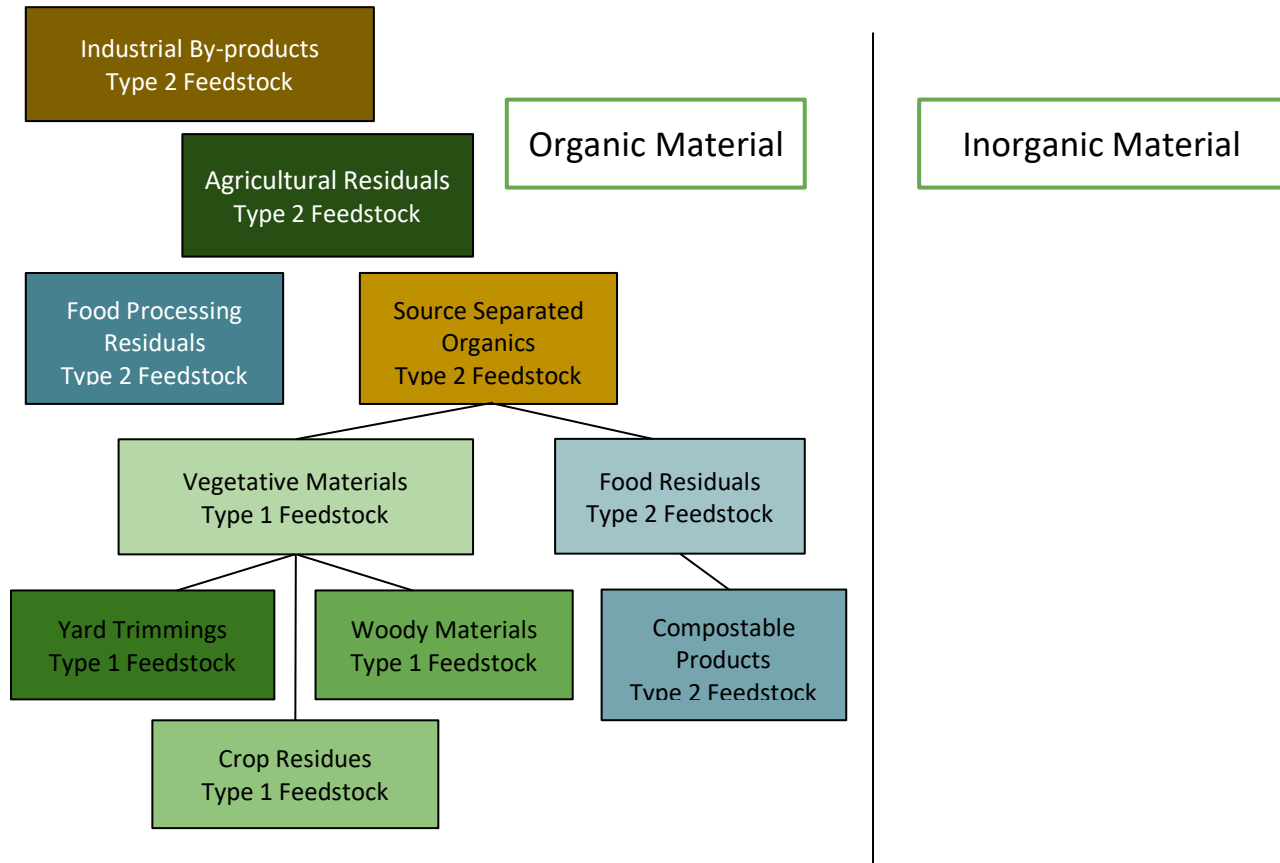 Industrial By-products
Type 2 Feedstock
Organic Material
Inorganic Material
Agricultural Residuals
Type 2 Feedstock
Food Processing
Residuals
Type 2 Feedstock
Source Separated
Organics
Type 2 Feedstock
Vegetative Materials
Type 1 Feedstock
Food Residuals
Type 2 Feedstock
Yard Trimmings
Type 1 Feedstock
Woody Materials
Type 1 Feedstock
Compostable
Products
Type 2 Feedstock
Crop Residues
Type 1 Feedstock